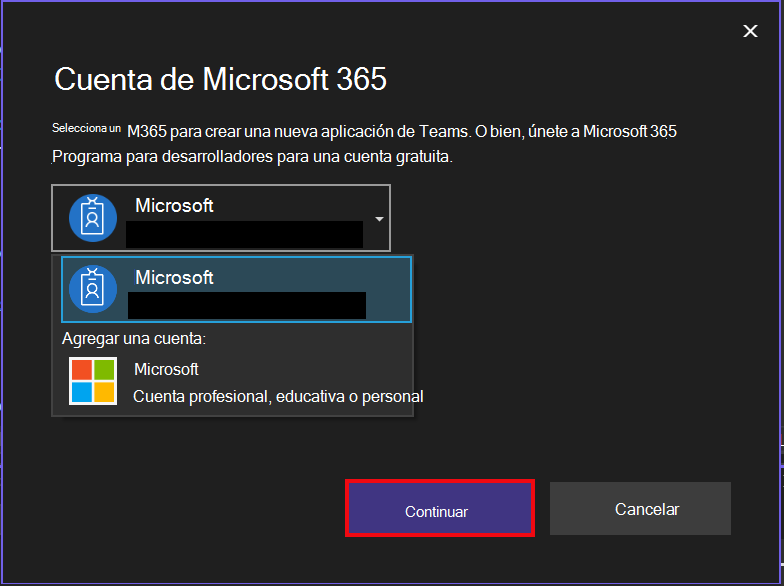 Cuenta de Microsoft 365
Selecciona un M365 para crear una nueva aplicación de Teams. O bien, únete a Microsoft 365
Programa para desarrolladores para una cuenta gratuita.
Microsoft
Microsoft
Agregar una cuenta:
Microsoft
Cuenta profesional, educativa o personal
Continuar
Cancelar